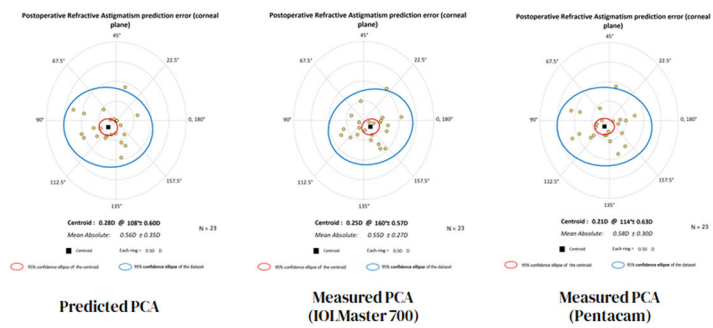 Postoperative Refractive Astigmatism prediction error (corneal
plane)
45°
67.5°
22.5°
90°
0, 180°
112.5°
157.5°
135°
Centroid : 0.28D @ 108°± 0.60D
Mean Absolute: 0.56D ± 0.35D
N = 23
Centroid
Each ring = 0.50 D
95% confidence ellipse of the centroid
95% confidence ellipse of the dataset
Predicted PCA
Postoperative Refractive Astigmatism prediction error (corneal
plane)
45°
67.5°
22.5°
90°
0, 180°
112.5°
157.5°
135°
Centroid : 0.25D @ 160°± 0.57D
Mean Absolute: 0.55D ± 0.27D
N = 23
Centroid
Each ring = 0.50 D
95% confidence ellipse of the centroid
95% confidence ellipse of the dataset
Measured PCA
(IOLMaster 700)
Postoperative Refractive Astigmatism prediction error (corneal
plane)
45°
67.5°
22.5°
90°
0, 180°
112.5°
157.5°
135°
Centroid : 0.21D @ 114°± 0.63D
Mean Absolute: 0.58D ± 0.30D
N = 23
Centroid
Each ring = 0.50 D
95% confidence ellipse of the centroid
95% confidence ellipse of the dataset
Measured PCA
(Pentacam)